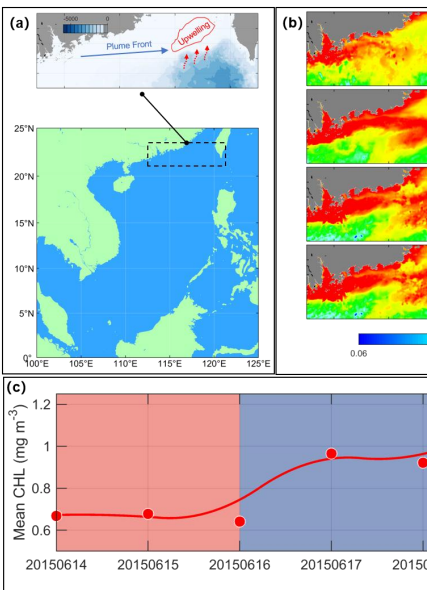 (a)
-5000
0
Plume Front
Upwelling
25°N
20°N
15°N
10°N
5°N
0°
100°E
105°E
110°E
115°E
120°E
125°E
(b)
0.06
(c)
Mean CHL (mg m⁻³)
1.2
1
0.8
0.6
20150614
20150615
20150616
20150617